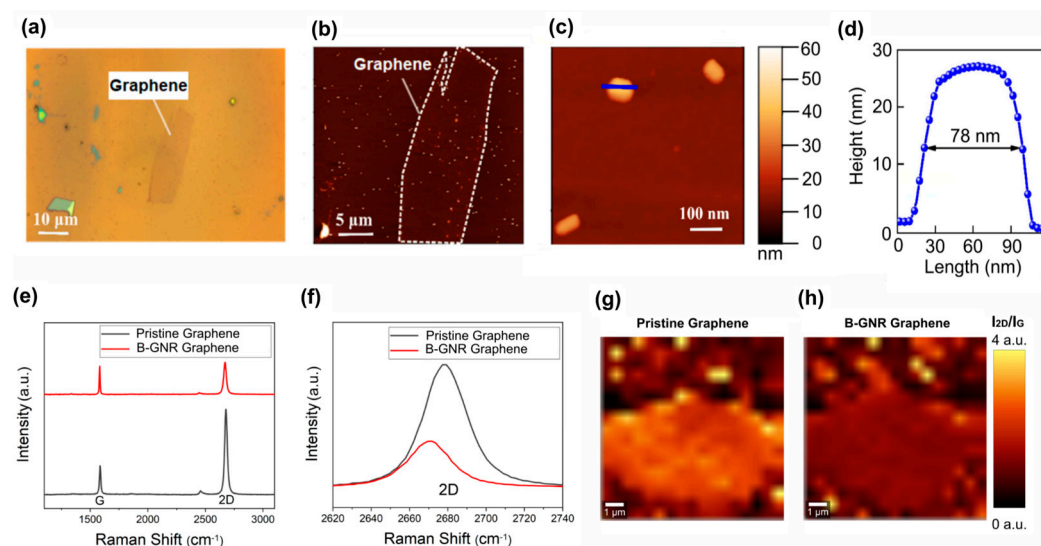 (a)
Graphene
10 µm
(b)
Graphene
5 µm
(c)
100 nm
60
50
40
30
20
10
0
nm
(d)
30
20
10
0
Height (nm)
78 nm
0 30 60 90
Length (nm)
(e)
Pristine Graphene
B-GNR Graphene
Intensity (a.u.)
G
2D
1500 2000 2500 3000
Raman Shift (cm-1)
(f)
Pristine Graphene
B-GNR Graphene
Intensity (a.u.)
2D
2620 2660 2680 2700 2720 2740
Raman Shift (cm-1)
(g)
Pristine Graphene
1 µm
(h)
B-GNR Graphene
1 µm
I2D/IG
4 a.u.
0 a.u.